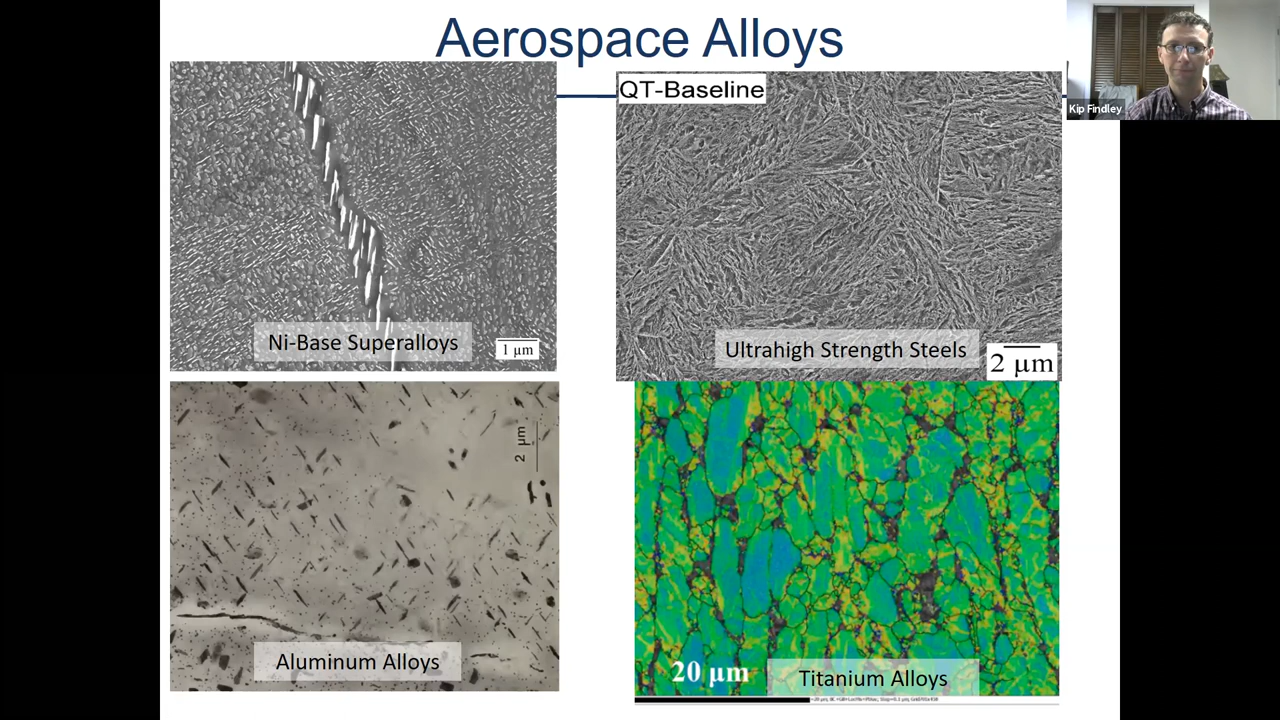 Aerospace Alloys
Kip Findley
QT-Baseline
Ni-Base Superalloys
1 µm
Ultrahigh Strength Steels
2 µm
2 µm
Aluminum Alloys
20 µm
Titanium Alloys